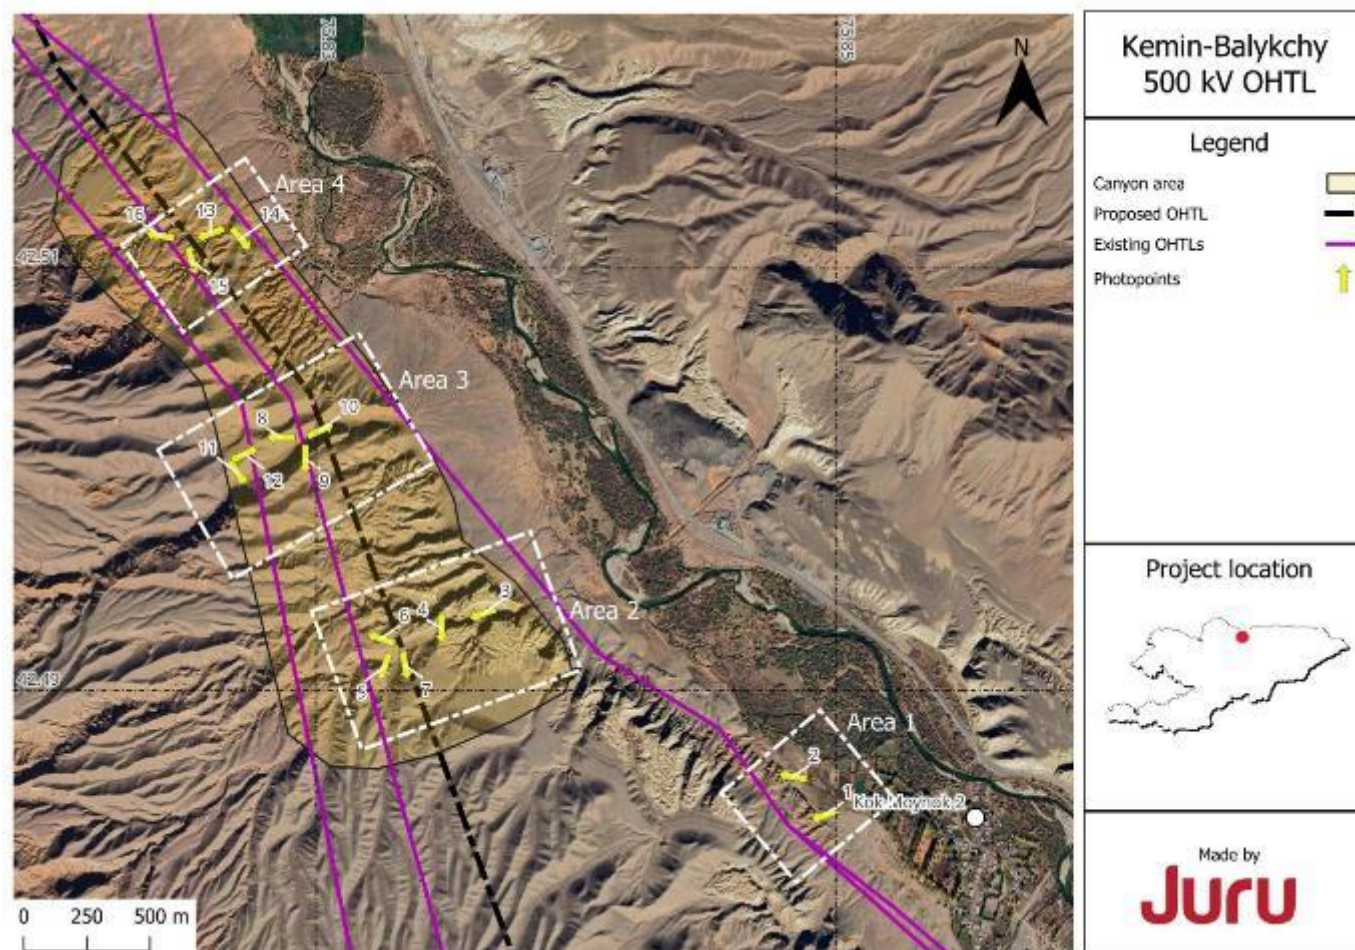 Kemin-Balykchy
500 kV OHTL
Legend
Canyon area
Proposed OHTL
Existing OHTLs
Photopoints
Project location
Made by
Juru
N
75.83
75.85
42.51
42.49
Area 4
16
13
14
15
Area 3
8
10
11
12
9
Area 2
3
4
6
5
7
Area 1
2
1
Kok-Moynok 2
0 250 500 m